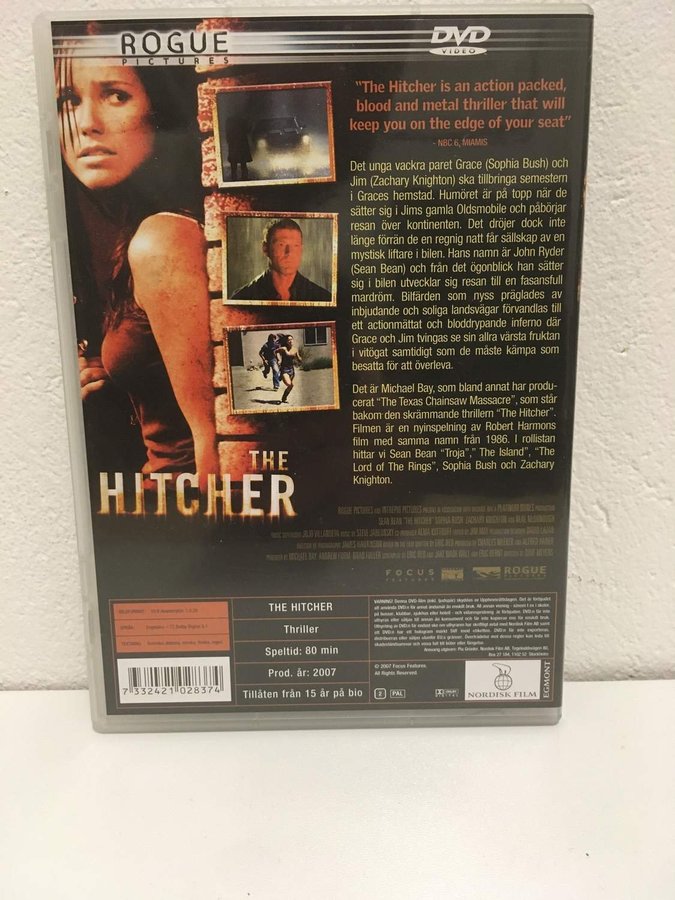 ROGUE
PICTURES
DVD
VIDEO
"The Hitcher is an action packed,
blood and metal thriller that will
keep you on the edge of your seat"
- NBC 6, MIAMIS
Det unga vackra paret Grace (Sophia Bush) och
Jim (Zachary Knighton) ska tillbringa semestern
i Graces hemstad. Humöret är på topp när de
sätter sig i Jims gamla Oldsmobile och påbörjar
resan över kontinenten. Det dröjer dock inte
länge förrän de en regnig natt får sällskap av en
mystisk liftare i bilen. Hans namn är John Ryder
(Sean Bean) och från det ögonblick han sätter
sig i bilen utvecklar sig resan till en fasansfull
mardröm. Bilfärden som nyss präglades av
inbjudande och soliga landsvägar förvandlas till
ett actionmättat och bloddrypande inferno där
Grace och Jim tvingas se sin allra värsta fruktan
i vitögat samtidigt som de måste kämpa som
besatta för att överleva.
Det är Michael Bay, som bland annat har produ-
cerat "The Texas Chainsaw Massacre", som står
bakom den skrämmande thrillern "The Hitcher".
Filmen är en nyinspelning av Robert Harmons
film med samma namn från 1986. I rollistan
hittar vi Sean Bean "Troja"," The Island", "The
Lord of The Rings", Sophia Bush och Zachary
Knighton.
THE
HITCHER
FOCUS
FEATURES
ROGUE
PICTURES
THE HITCHER
Thriller
Speltid: 80 min
Prod. år: 2007
Tillåten från 15 år på bio
7 332421 028374
© 2007 Focus Features.
All Rights Reserved.
2 PAL
NORDISK FILM
EGMONT